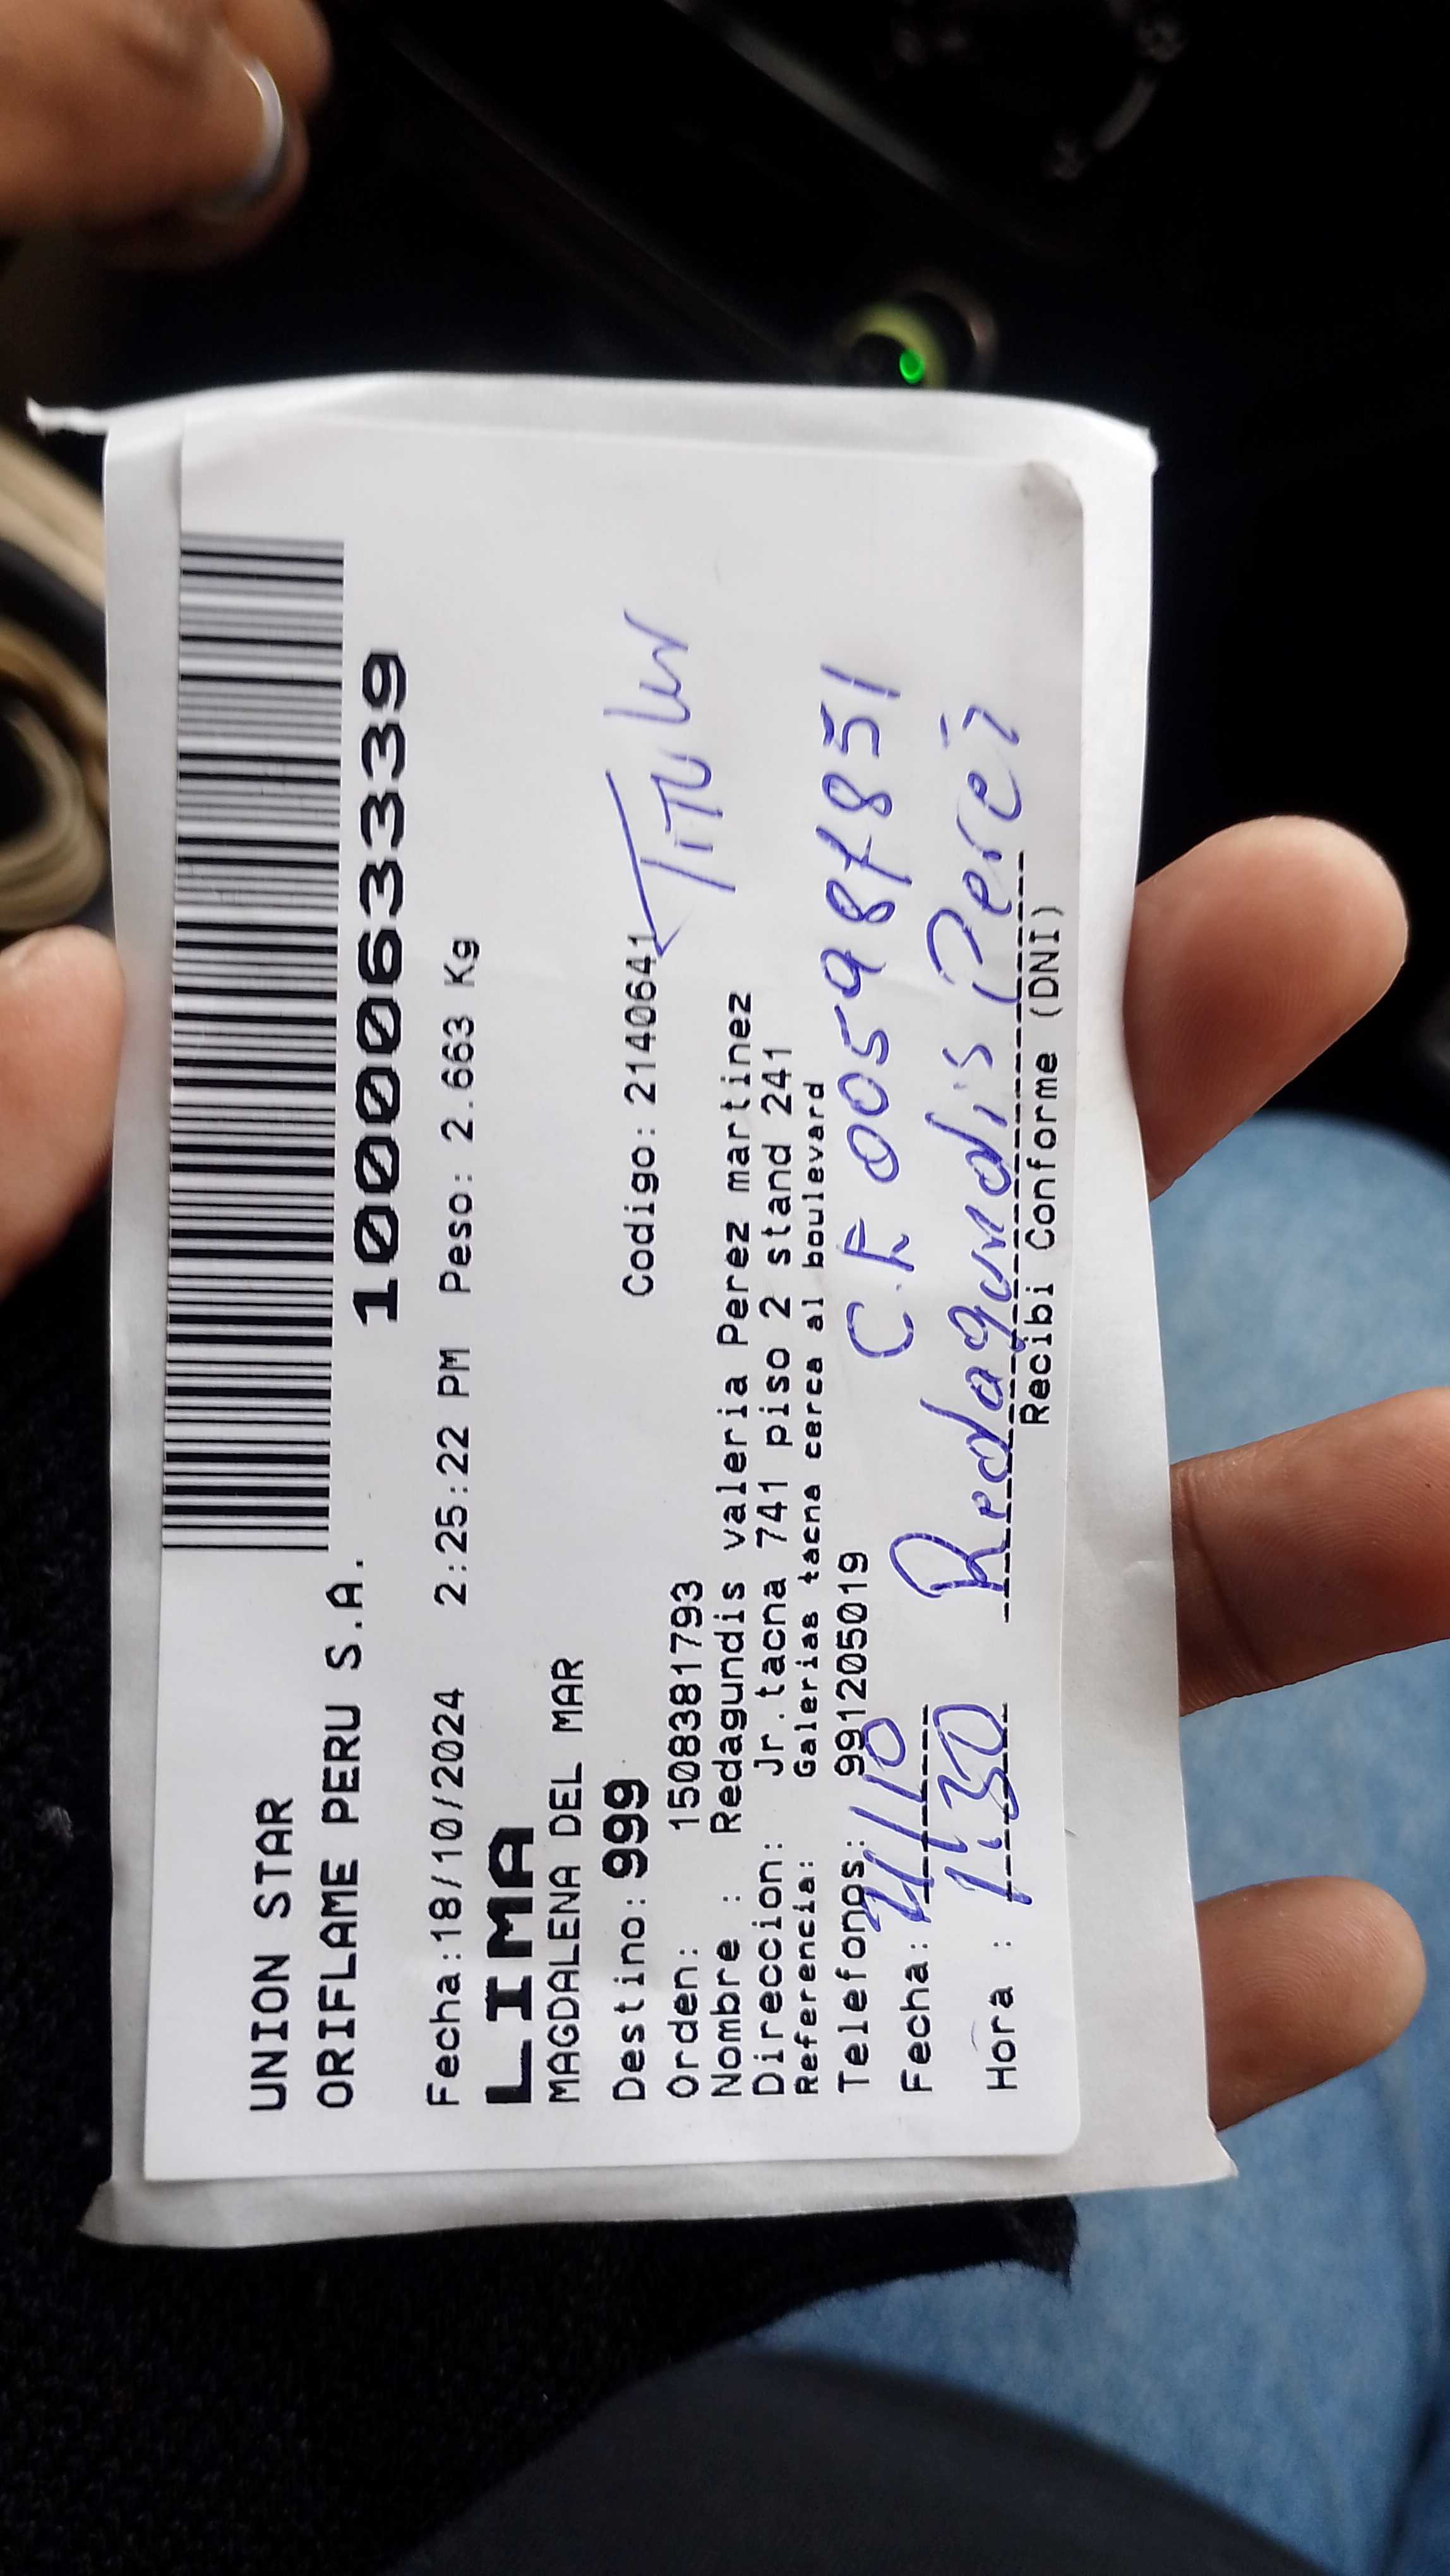 UNION STAR
ORIFLAME PERU S.A.
1000633339
Fecha:18/10/2024 2:25:22 PM Peso: 2.663 Kg
LIMA
MAGDALENA DEL MAR
Destino: 999 Codigo: 2140641
Titular
Orden: 1508381793
Nombre : Redagundis valeria Perez martinez
Direccion: Jr.tacna 741 piso 2 stand 241
Referencia: Galerias tacna cerca al boulevard
Telefonos: 991205019
C.E 005987851
Fecha: 21/10
Redagundis Perez
Hora : 1:30
Recibi Conforme (DNI)